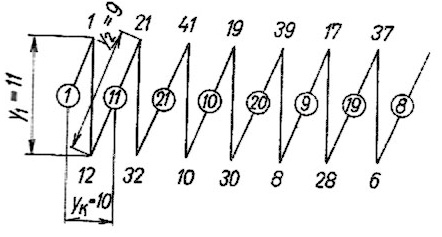 1 21 41 19 39 17 37
y₂ = 9
y₁ = 11
1 11 21 10 20 9 19 8
12 32 10 30 8 28 6
yₖ=10